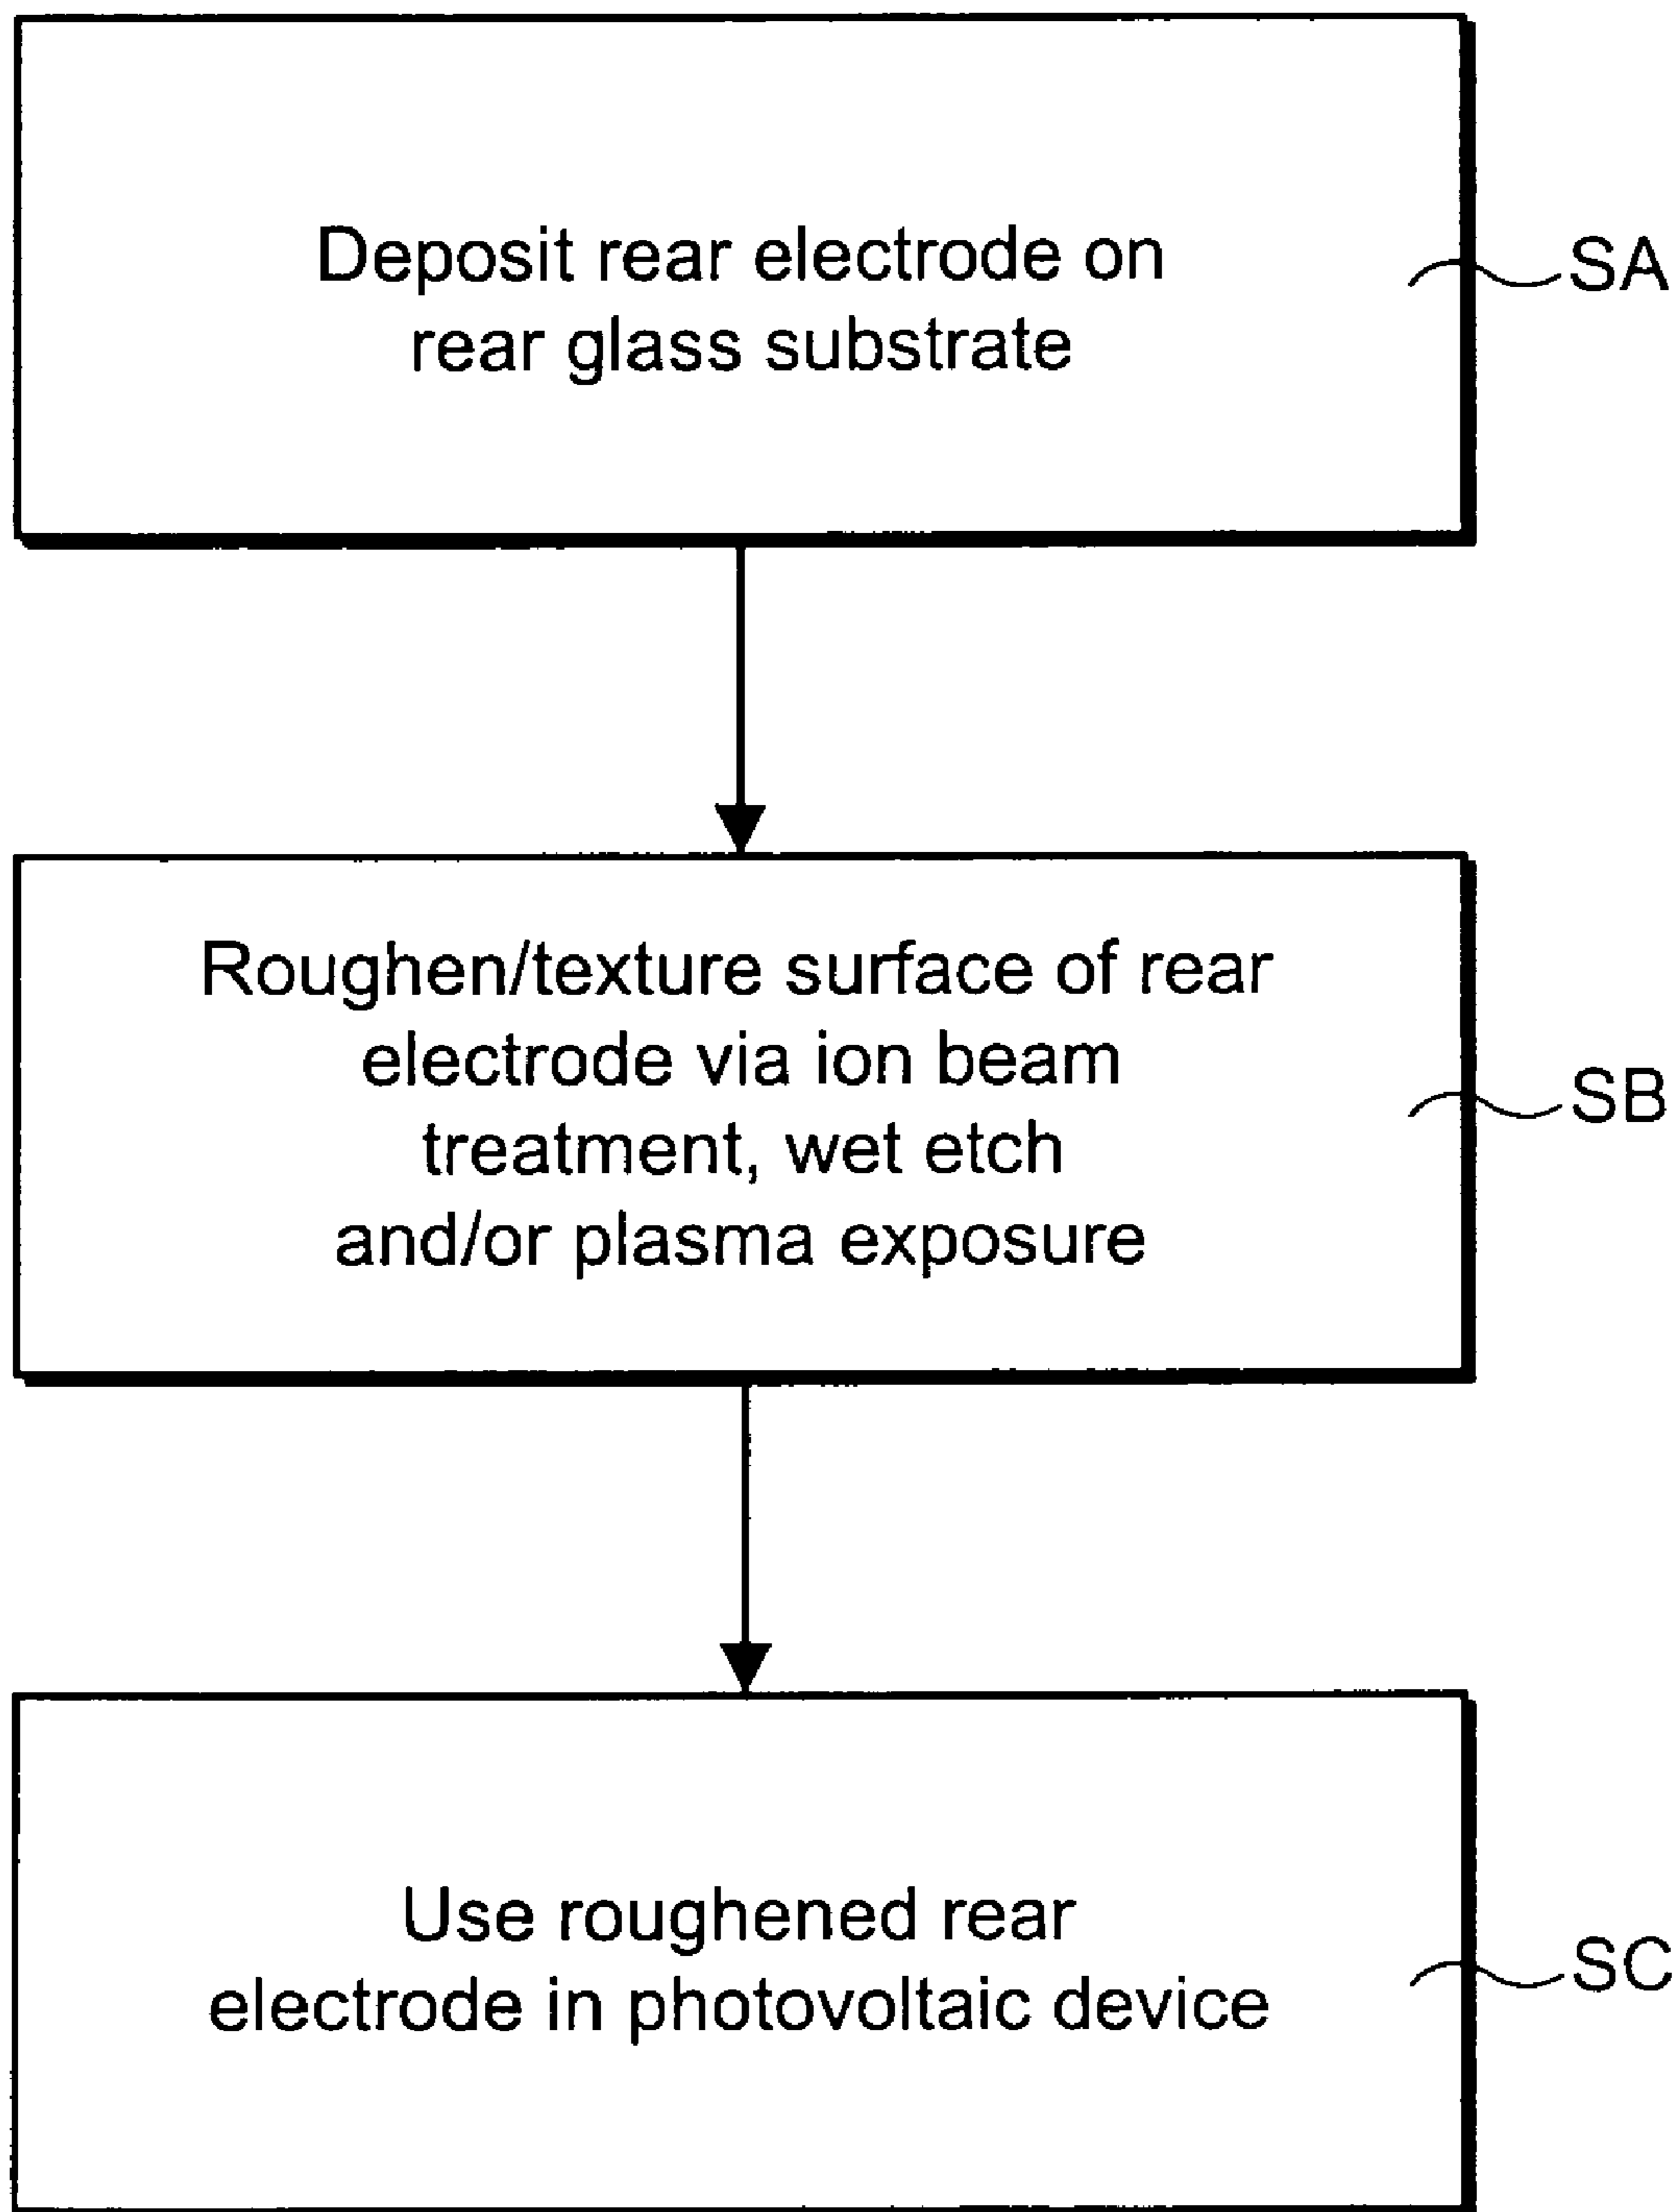 Deposit rear electrode on
rear glass substrate
SA
Roughen/texture surface of rear
electrode via ion beam
treatment, wet etch
and/or plasma exposure
SB
Use roughened rear
electrode in photovoltaic device
SC